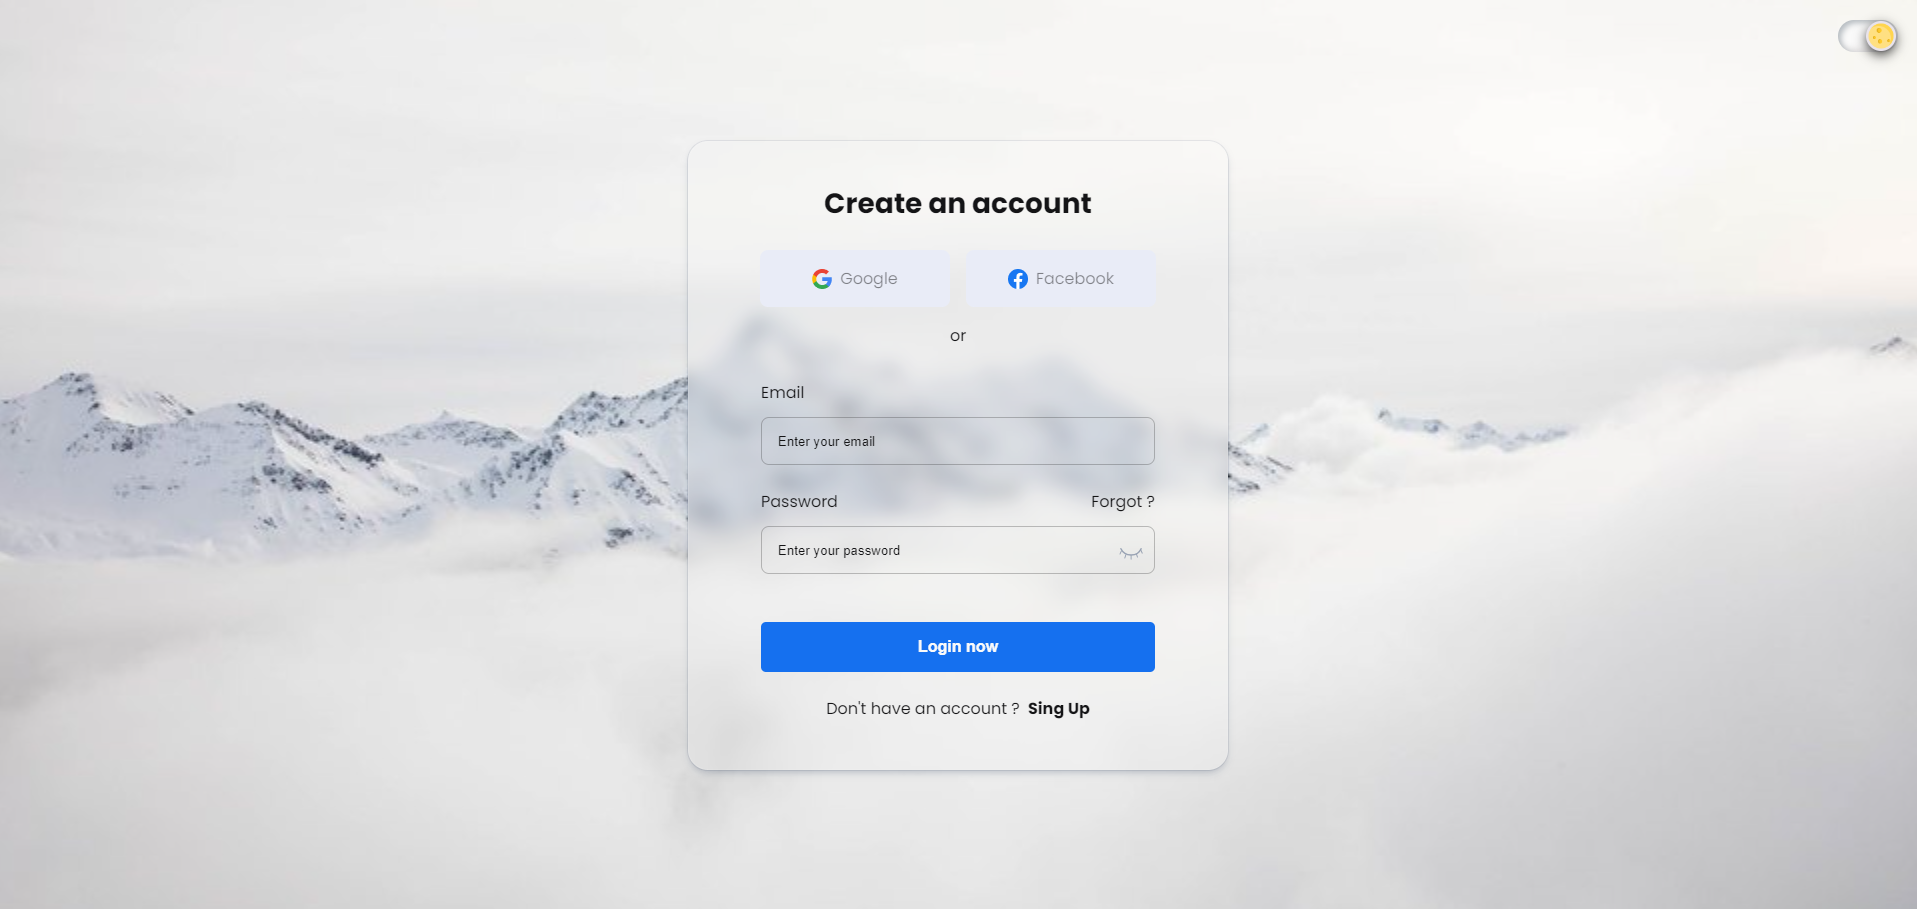 Create an account
Google Facebook
or
Email
Enter your email
Password Forgot ?
Enter your password
Login now
Don't have an account ? Sing Up